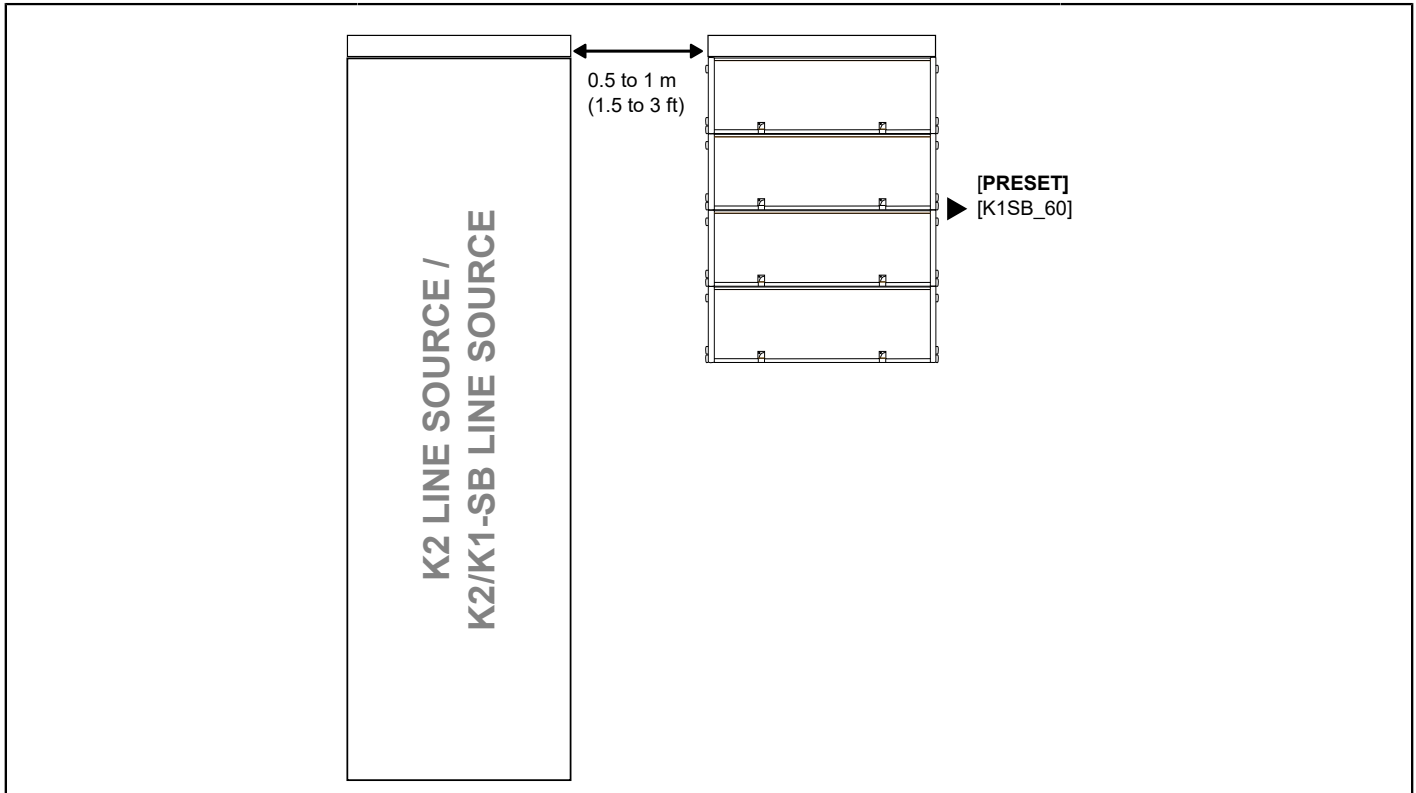 0.5 to 1 m
(1.5 to 3 ft)
[PRESET]
[K1SB_60]
K2 LINE SOURCE /
K2/K1-SB LINE SOURCE